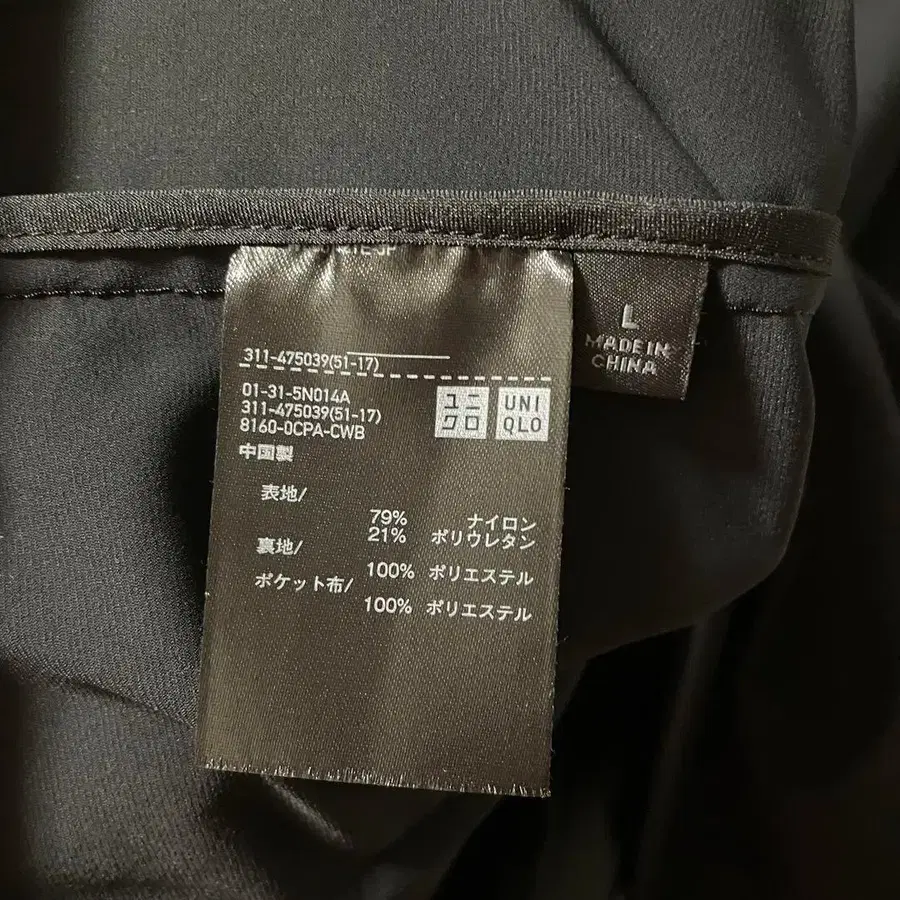 311-475039(51-17)
01-31-5N014A
311-475039(51-17)
8160-0CPA-CWB
ユニ
クロ
UNI
QLO
中国製
表地/
79% ナイロン
21% ポリウレタン
裏地/
100% ポリエステル
ポケット布/
100% ポリエステル
L
MADE IN
CHINA